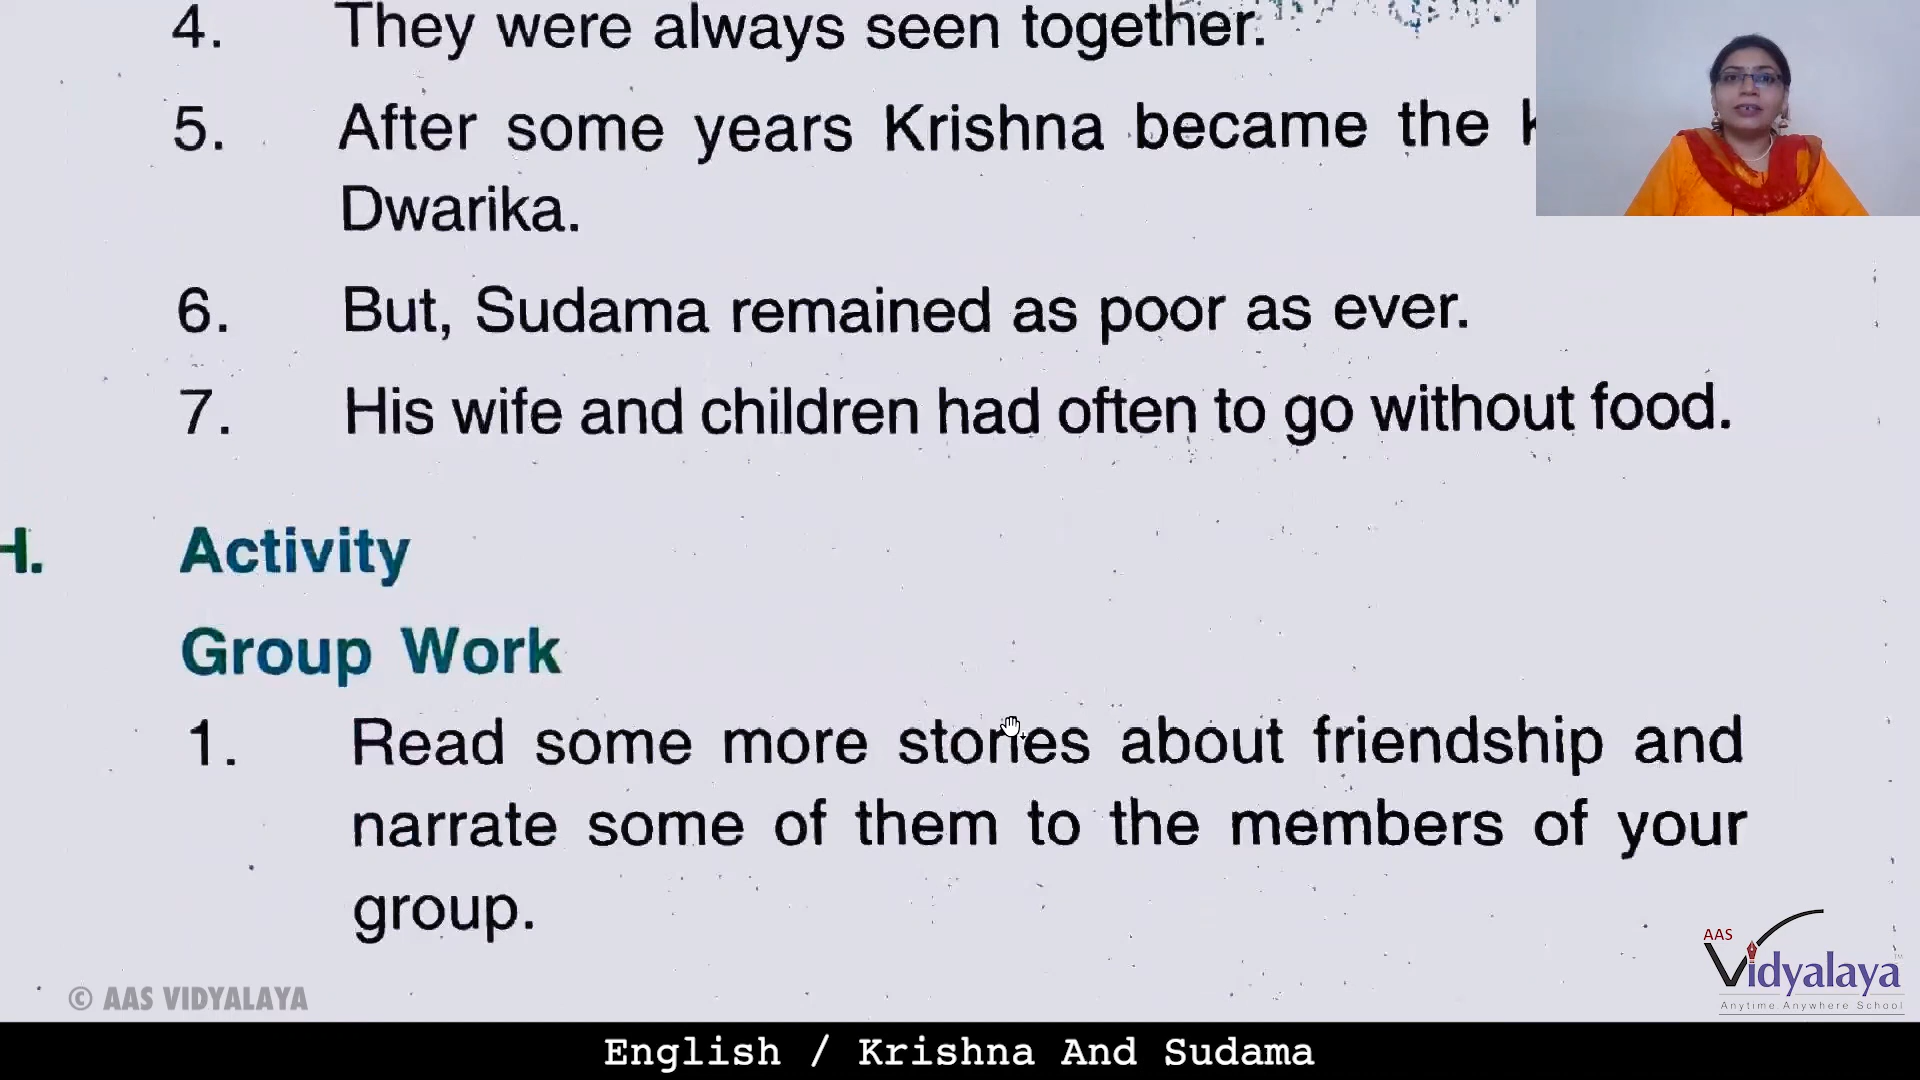 4. They were always seen together.
5. After some years Krishna became the
Dwarika.
6. But, Sudama remained as poor as ever.
7. His wife and children had often to go without food.
H. Activity
Group Work
1. Read some more stories about friendship and
narrate some of them to the members of your
group.
AAS
Vidyalaya
TM
Anytime Anywhere School
© AAS VIDYALAYA
English / Krishna And Sudama